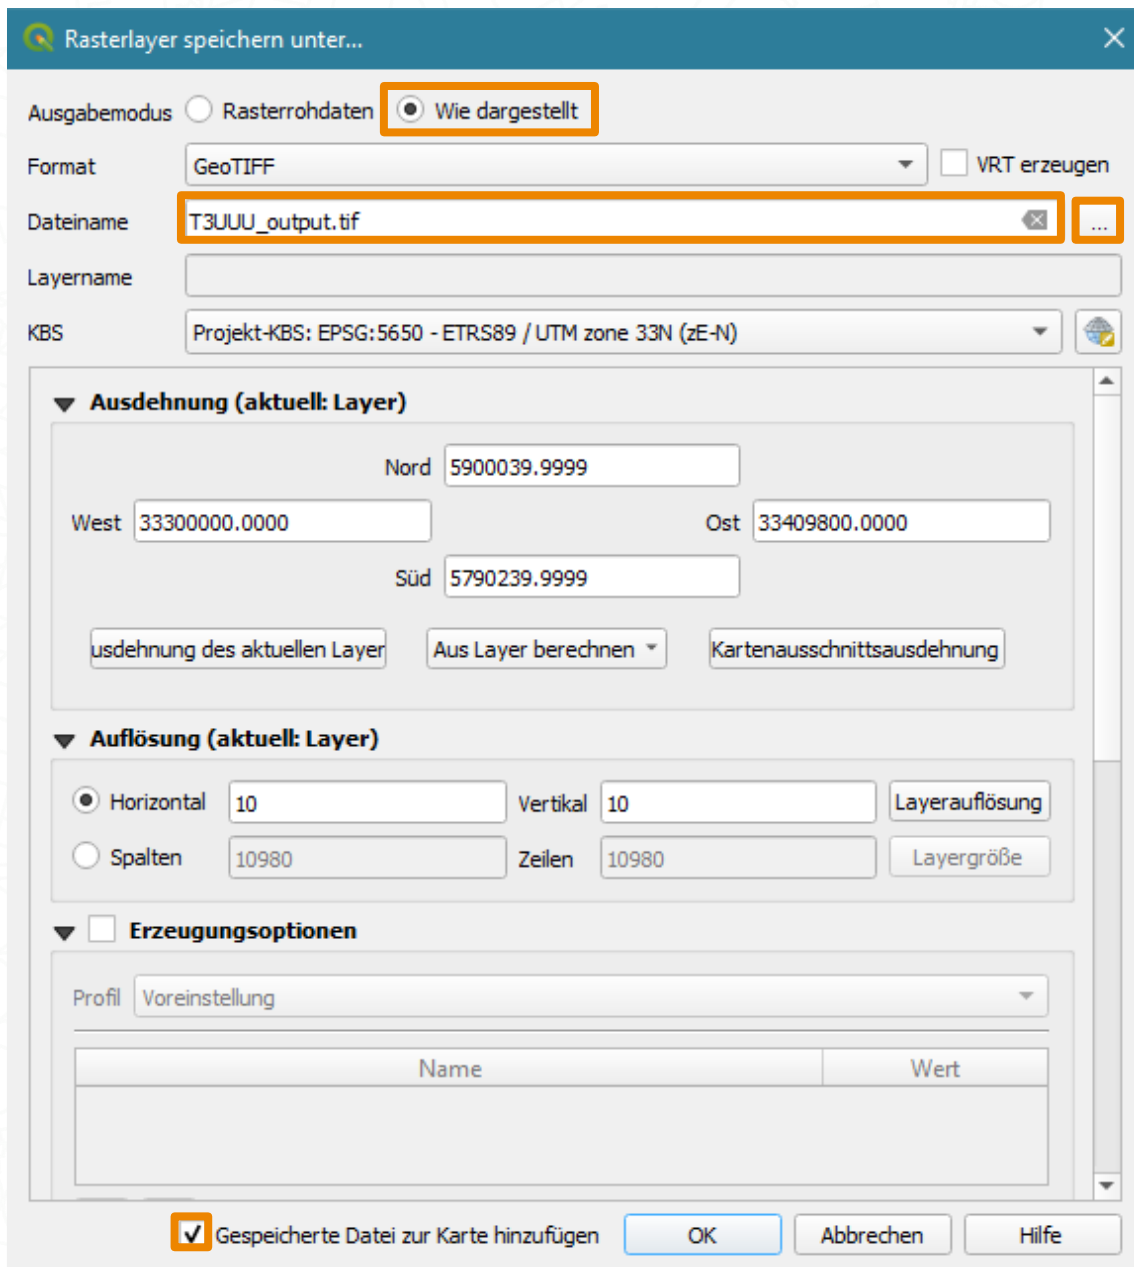 Rasterlayer speichern unter...
Ausgabemodus Rasterrohdaten Wie dargestellt
Format GeoTIFF VRT erzeugen
Dateiname T3UUU_output.tif ...
Layername
KBS Projekt-KBS: EPSG:5650 - ETRS89 / UTM zone 33N (zE-N)
Ausdehnung (aktuell: Layer)
Nord 5900039.9999
West 33300000.0000 Ost 33409800.0000
Süd 5790239.9999
usdehnung des aktuellen Layer Aus Layer berechnen Kartenausschnittsausdehnung
Auflösung (aktuell: Layer)
Horizontal 10 Vertikal 10 Layerauflösung
Spalten 10980 Zeilen 10980 Layergröße
Erzeugungsoptionen
Profil Voreinstellung
Name Wert
Gespeicherte Datei zur Karte hinzufügen OK Abbrechen Hilfe